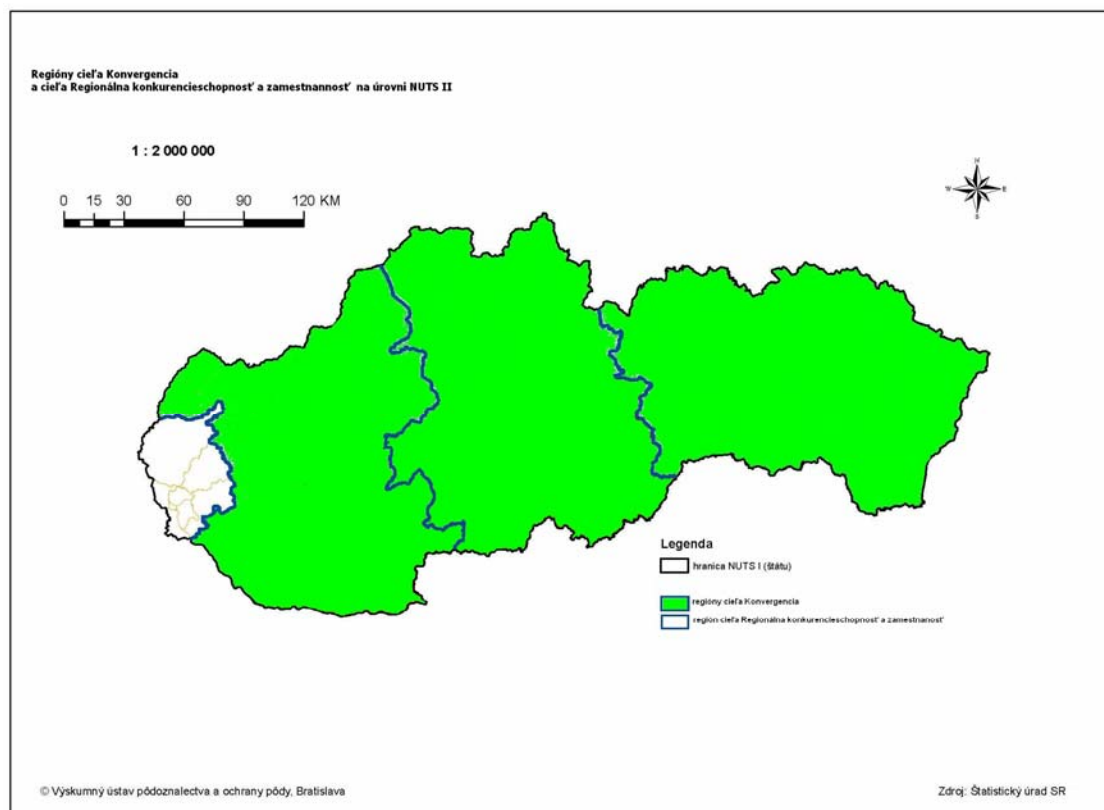 Regióny cieľa Konvergencia
a cieľa Regionálna konkurencieschopnosť a zamestnannosť na úrovni NUTS II
1 : 2 000 000
0 15 30 60 90 120 KM
N
W E
S
Legenda
hranica NUTS I (štátu)
regióny cieľa Konvergencia
región cieľa Regionálna konkurencieschopnosť a zamestnanosť
© Výskumný ústav pôdoznalectva a ochrany pôdy, Bratislava
Zdroj: Štatistický úrad SR